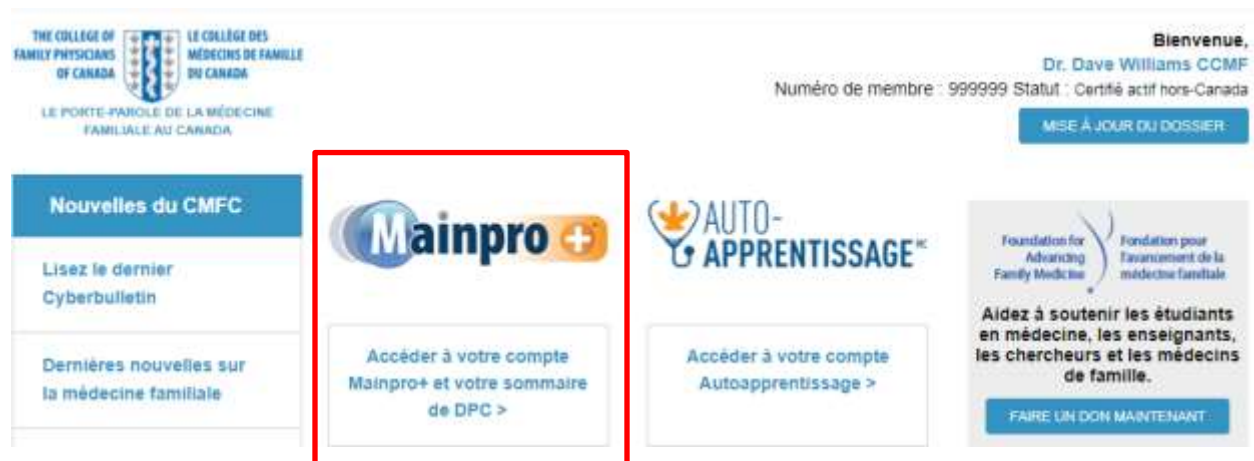 THE COLLEGE OF
FAMILY PHYSICIANS
OF CANADA
LE COLLÈGE DES
MÉDECINS DE FAMILLE
DU CANADA
LE PORTE-PAROLE DE LA MÉDECINE
FAMILIALE AU CANADA
Bienvenue,
Dr. Dave Williams CCMF
Numéro de membre : 999999 Statut : Certifié actif hors-Canada
MISE À JOUR DU DOSSIER
Nouvelles du CMFC
Lisez le dernier
Cyberbulletin
Dernières nouvelles sur
la médecine familiale
Mainpro+
Accéder à votre compte
Mainpro+ et votre sommaire
de DPC >
AUTO-
APPRENTISSAGE MC
Accéder à votre compte
Autoapprentissage >
Foundation for
Advancing
Family Medicine
Fondation pour
l'avancement de la
médecine familiale
Aidez à soutenir les étudiants
en médecine, les enseignants,
les chercheurs et les médecins
de famille.
FAIRE UN DON MAINTENANT